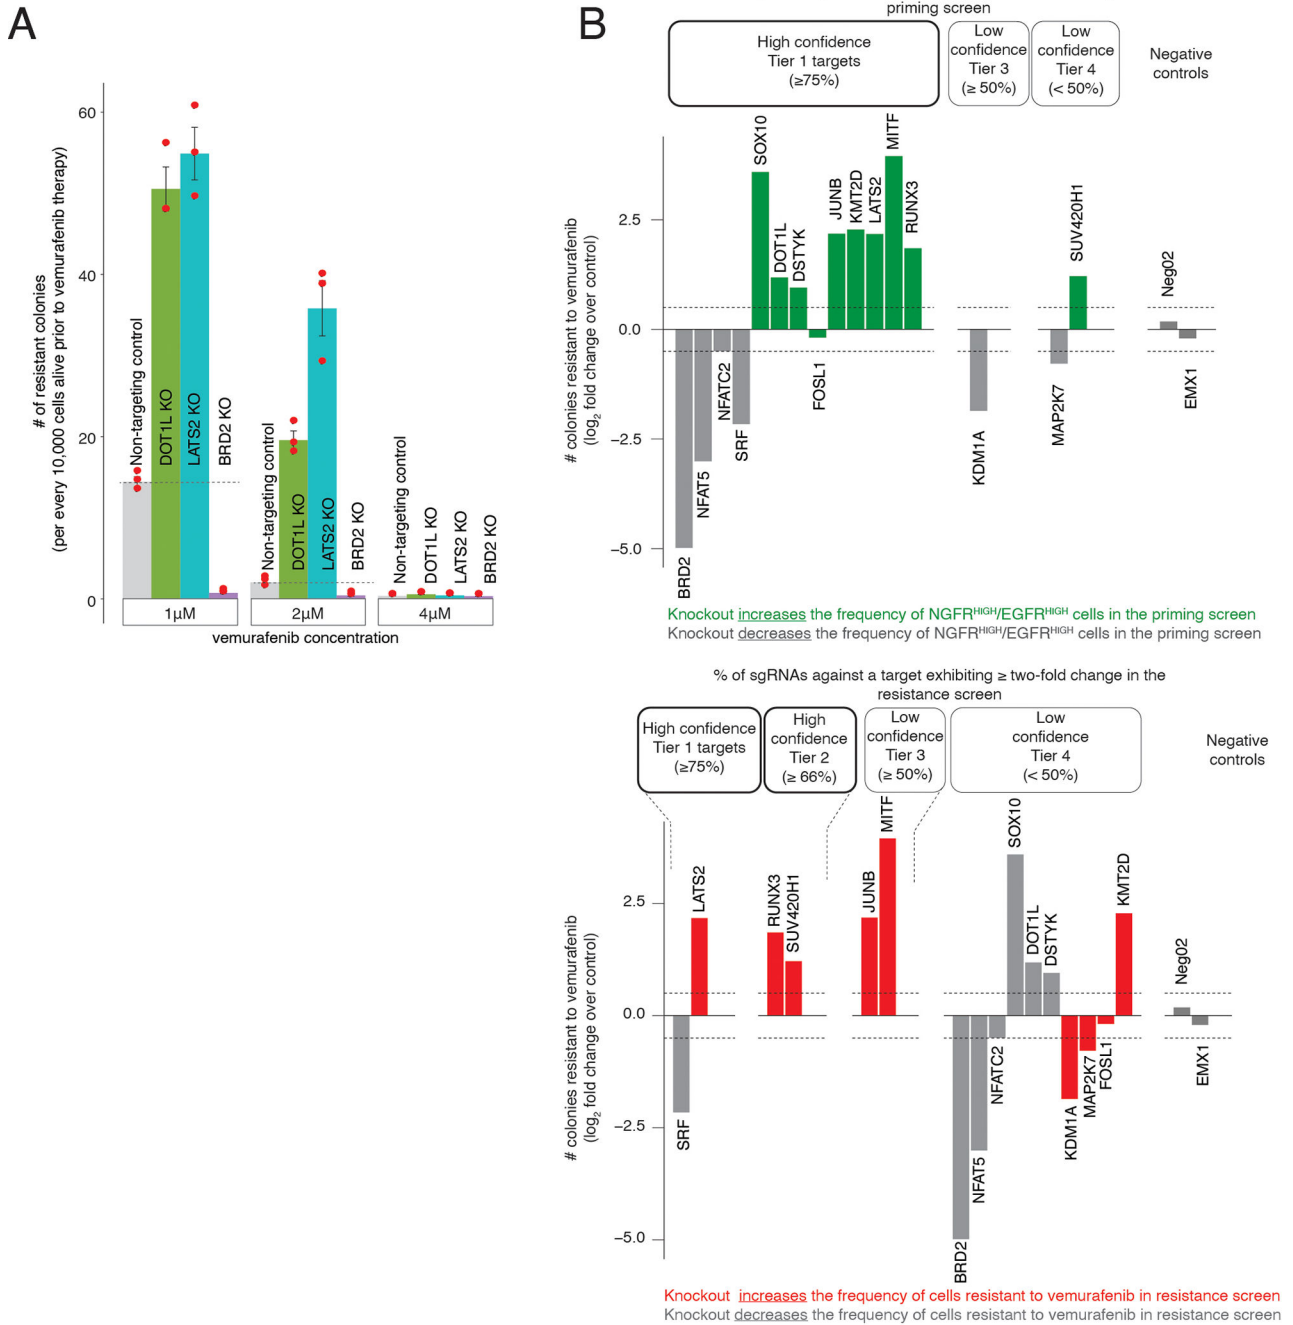 A
# of resistant colonies
(per every 10,000 cells alive prior to vemurafenib therapy)
60
40
20
0
Non-targeting control
DOT1L KO
LATS2 KO
BRD2 KO
Non-targeting control
DOT1L KO
LATS2 KO
BRD2 KO
Non-targeting control
DOT1L KO
LATS2 KO
BRD2 KO
1µM
2µM
4µM
vemurafenib concentration
B
priming screen
High confidence
Tier 1 targets
(≥75%)
Low
confidence
Tier 3
(≥ 50%)
Low
confidence
Tier 4
(< 50%)
Negative
controls
# colonies resistant to vemurafenib
(log2 fold change over control)
2.5
0.0
−2.5
−5.0
BRD2
NFAT5
NFATC2
SRF
SOX10
DOT1L
DSTYK
FOSL1
JUNB
KMT2D
LATS2
MITF
RUNX3
KDM1A
MAP2K7
SUV420H1
Neg02
EMX1
Knockout increases the frequency of NGFRHIGH/EGFRHIGH cells in the priming screen
Knockout decreases the frequency of NGFRHIGH/EGFRHIGH cells in the priming screen
% of sgRNAs against a target exhibiting ≥ two-fold change in the
resistance screen
High confidence
Tier 1 targets
(≥75%)
High
confidence
Tier 2
(≥ 66%)
Low
confidence
Tier 3
(≥ 50%)
Low
confidence
Tier 4
(< 50%)
Negative
controls
# colonies resistant to vemurafenib
(log2 fold change over control)
2.5
0.0
−2.5
−5.0
SRF
LATS2
RUNX3
SUV420H1
JUNB
MITF
BRD2
NFAT5
NFATC2
SOX10
DOT1L
DSTYK
KDM1A
MAP2K7
FOSL1
KMT2D
Neg02
EMX1
Knockout increases the frequency of cells resistant to vemurafenib in resistance screen
Knockout decreases the frequency of cells resistant to vemurafenib in resistance screen